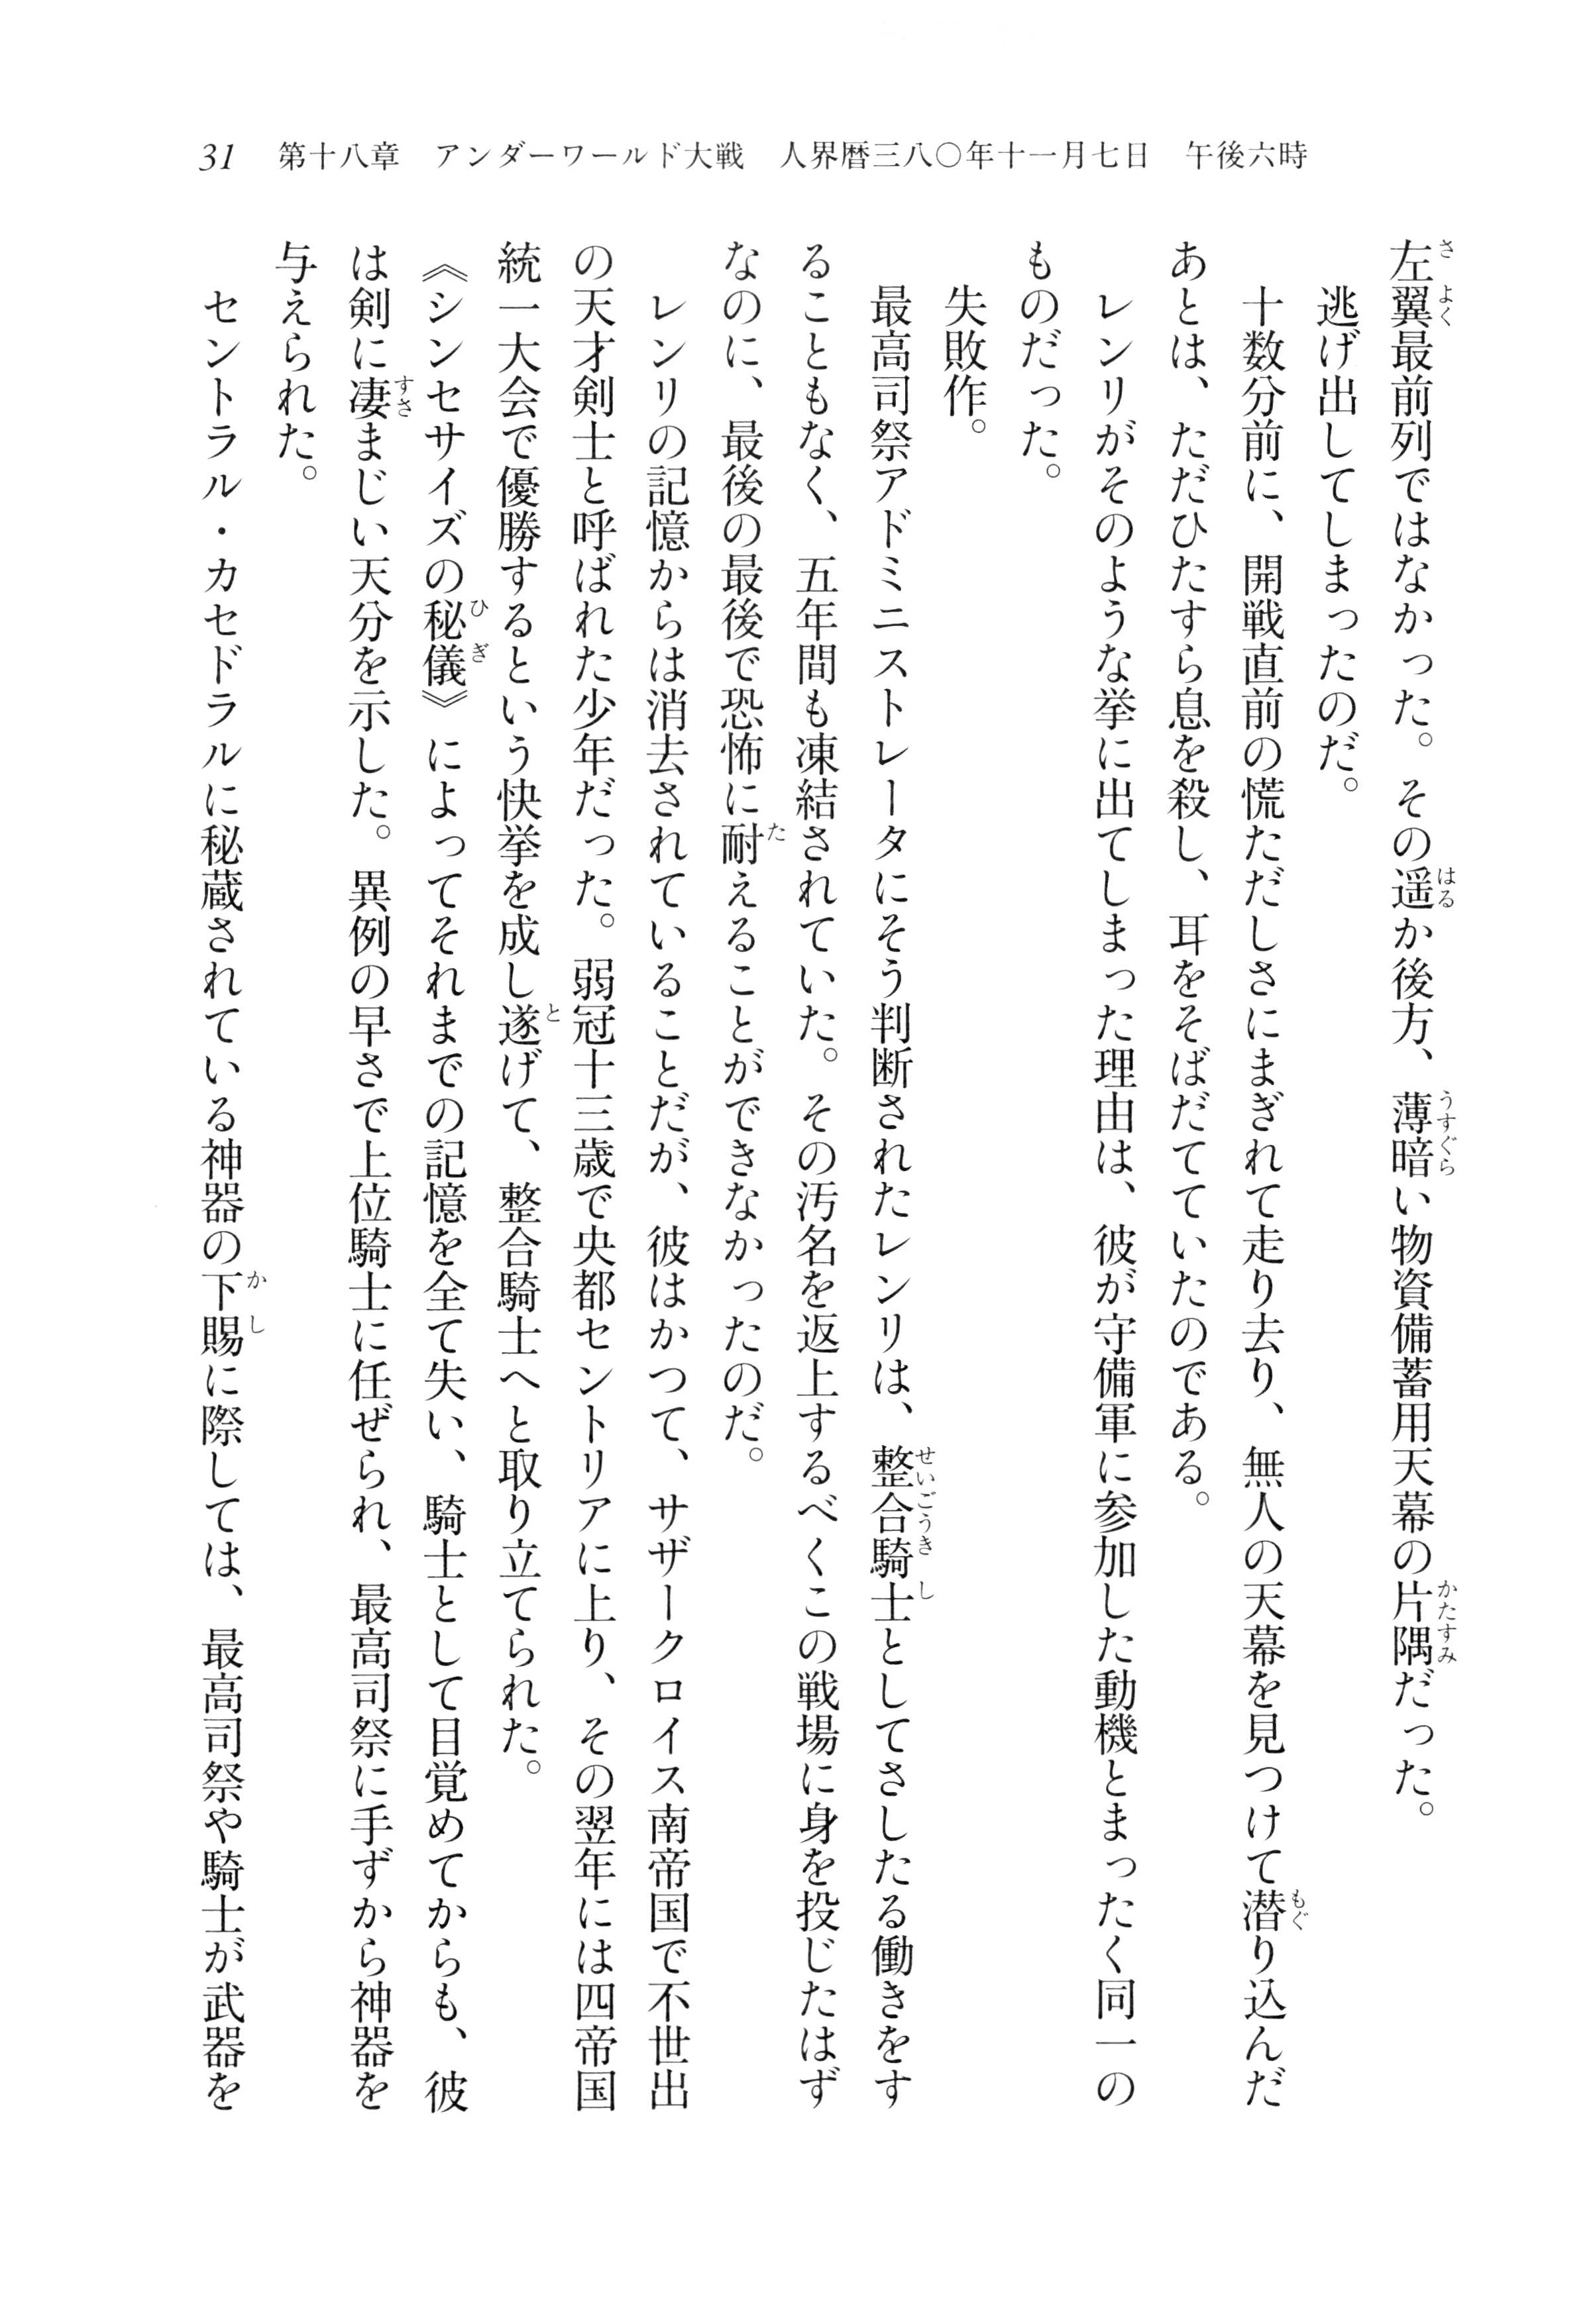 31　第十八章　アンダーワールド大戦　人界暦三八〇年十一月七日　午後六時
左翼最前列ではなかった。その遥か後方、薄暗い物資備蓄用天幕の片隅だった。
　逃げ出してしまったのだ。
　十数分前に、開戦直前の慌ただしさにまぎれて走り去り、無人の天幕を見つけて潜り込んだ
あとは、ただひたすら息を殺し、耳をそばだてていたのである。
　レンリがそのような挙に出てしまった理由は、彼が守備軍に参加した動機とまったく同一の
ものだった。
　失敗作。
　最高司祭アドミニストレータにそう判断されたレンリは、整合騎士としてさしたる働きをす
ることもなく、五年間も凍結されていた。その汚名を返上するべくこの戦場に身を投じたはず
なのに、最後の最後で恐怖に耐えることができなかったのだ。
　レンリの記憶からは消去されていることだが、彼はかつて、サザークロイス南帝国で不世出
の天才剣士と呼ばれた少年だった。弱冠十三歳で央都セントリアに上り、その翌年には四帝国
統一大会で優勝するという快挙を成し遂げて、整合騎士へと取り立てられた。
《シンセサイズの秘儀》によってそれまでの記憶を全て失い、騎士として目覚めてからも、彼
は剣に凄まじい天分を示した。異例の早さで上位騎士に任ぜられ、最高司祭に手ずから神器を
与えられた。
　セントラル・カセドラルに秘蔵されている神器の下賜に際しては、最高司祭や騎士が武器を